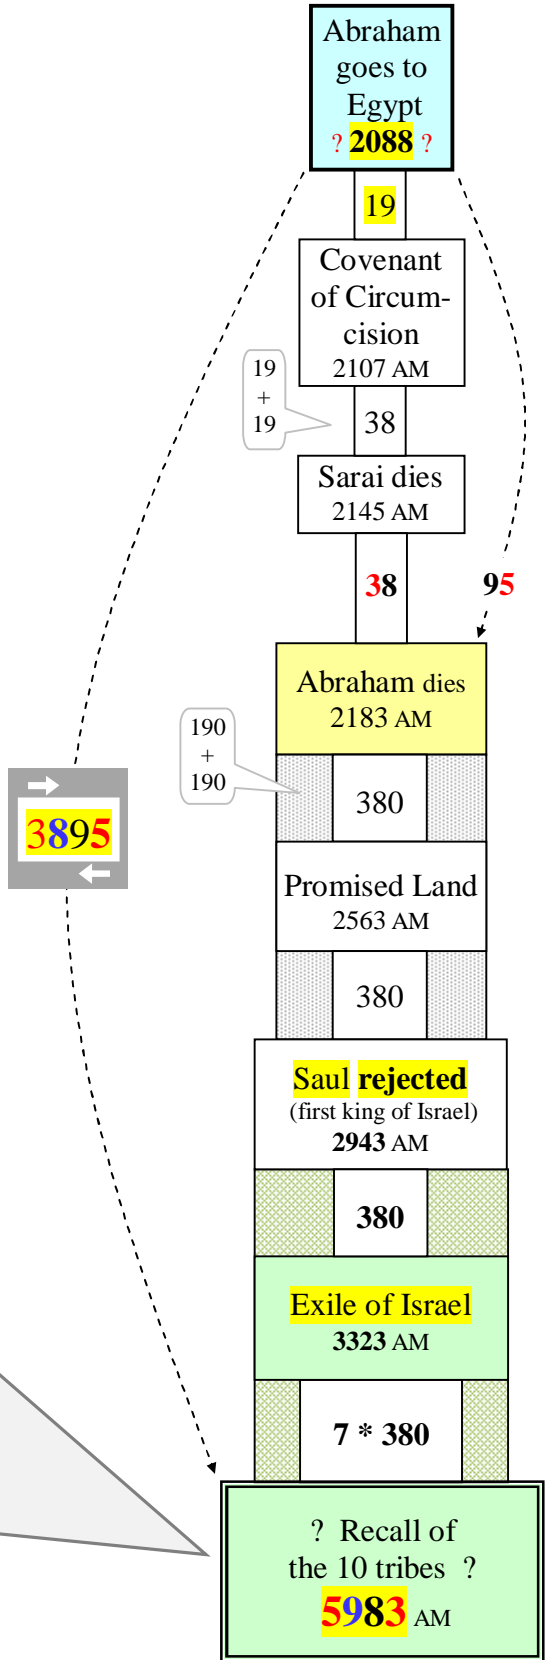 Abraham
goes to
Egypt
? 2088 ?
19
Covenant
of Circum-
cision
2107 AM
19
+
19
38
Sarai dies
2145 AM
38
95
Abraham dies
2183 AM
190
+
190
380
3895
Promised Land
2563 AM
380
Saul rejected
(first king of Israel)
2943 AM
380
Exile of Israel
3323 AM
7 * 380
? Recall of
the 10 tribes ?
5983 AM